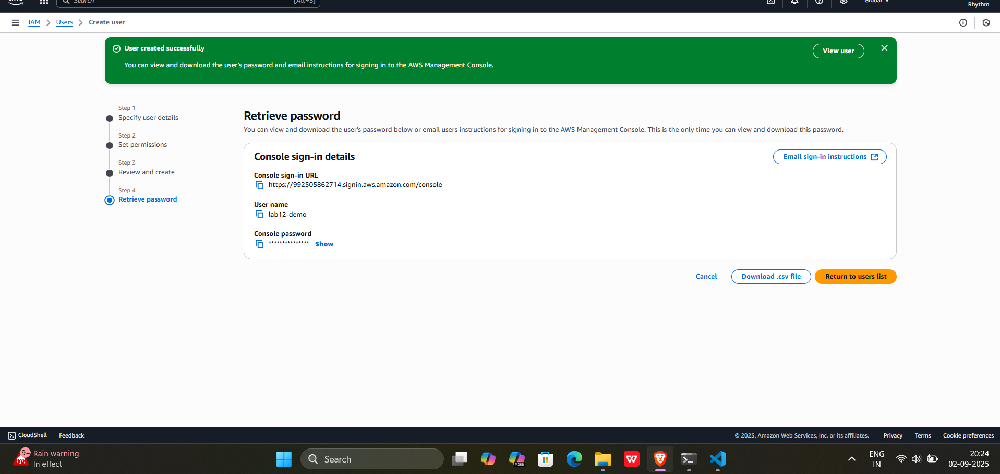 aws
Search
[Alt+S]
Global
Rhythm
IAM
Users
Create user
User created successfully
You can view and download the user's password and email instructions for signing in to the AWS Management Console.
View user
Step 1
Specify user details
Step 2
Set permissions
Step 3
Review and create
Step 4
Retrieve password
Retrieve password
You can view and download the user's password below or email users instructions for signing in to the AWS Management Console. This is the only time you can view and download this password.
Console sign-in details
Email sign-in instructions
Console sign-in URL
https://992505862714.signin.aws.amazon.com/console
User name
lab12-demo
Console password
*************** Show
Cancel
Download .csv file
Return to users list
CloudShell
Feedback
© 2025, Amazon Web Services, Inc. or its affiliates.
Privacy
Terms
Cookie preferences
9+
Rain warning
In effect
Search
M365
W
ENG
IN
20:24
02-09-2025